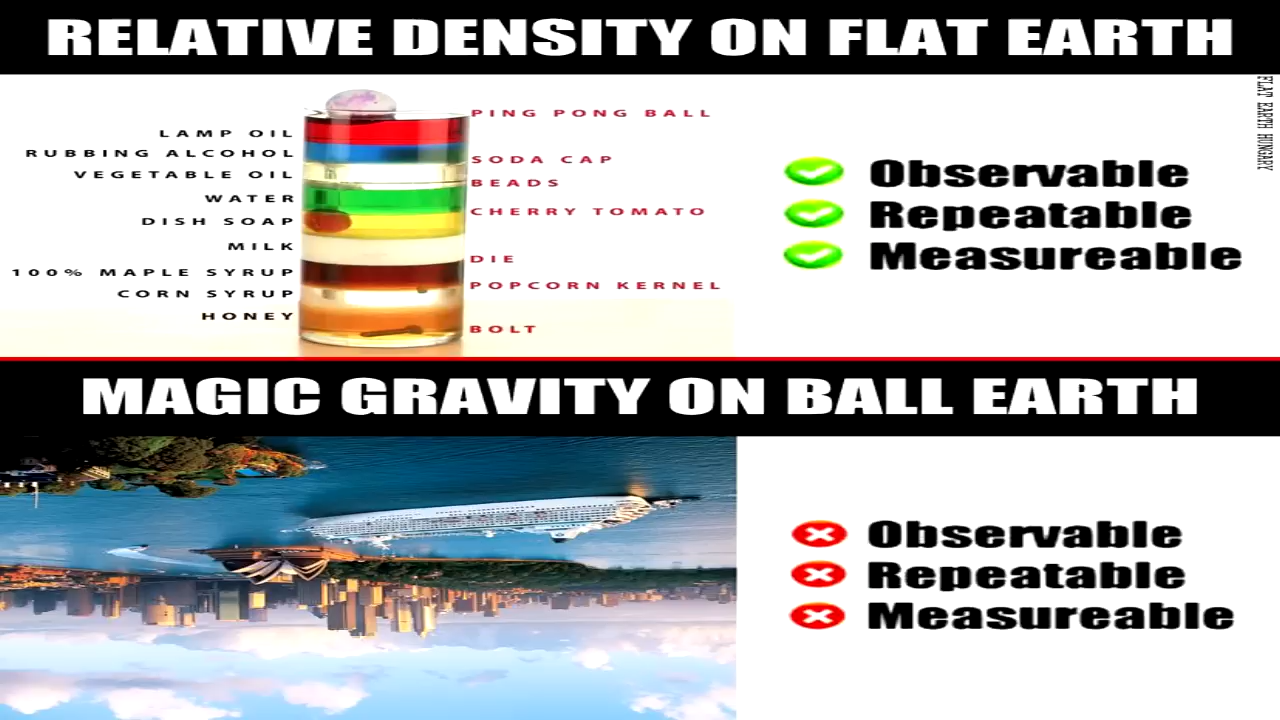 RELATIVE DENSITY ON FLAT EARTH
FLAT EARTH HUNGARY
LAMP OIL
RUBBING ALCOHOL
VEGETABLE OIL
WATER
DISH SOAP
MILK
100% MAPLE SYRUP
CORN SYRUP
HONEY
PING PONG BALL
SODA CAP
BEADS
CHERRY TOMATO
DIE
POPCORN KERNEL
BOLT
Observable
Repeatable
Measureable
MAGIC GRAVITY ON BALL EARTH
Observable
Repeatable
Measureable